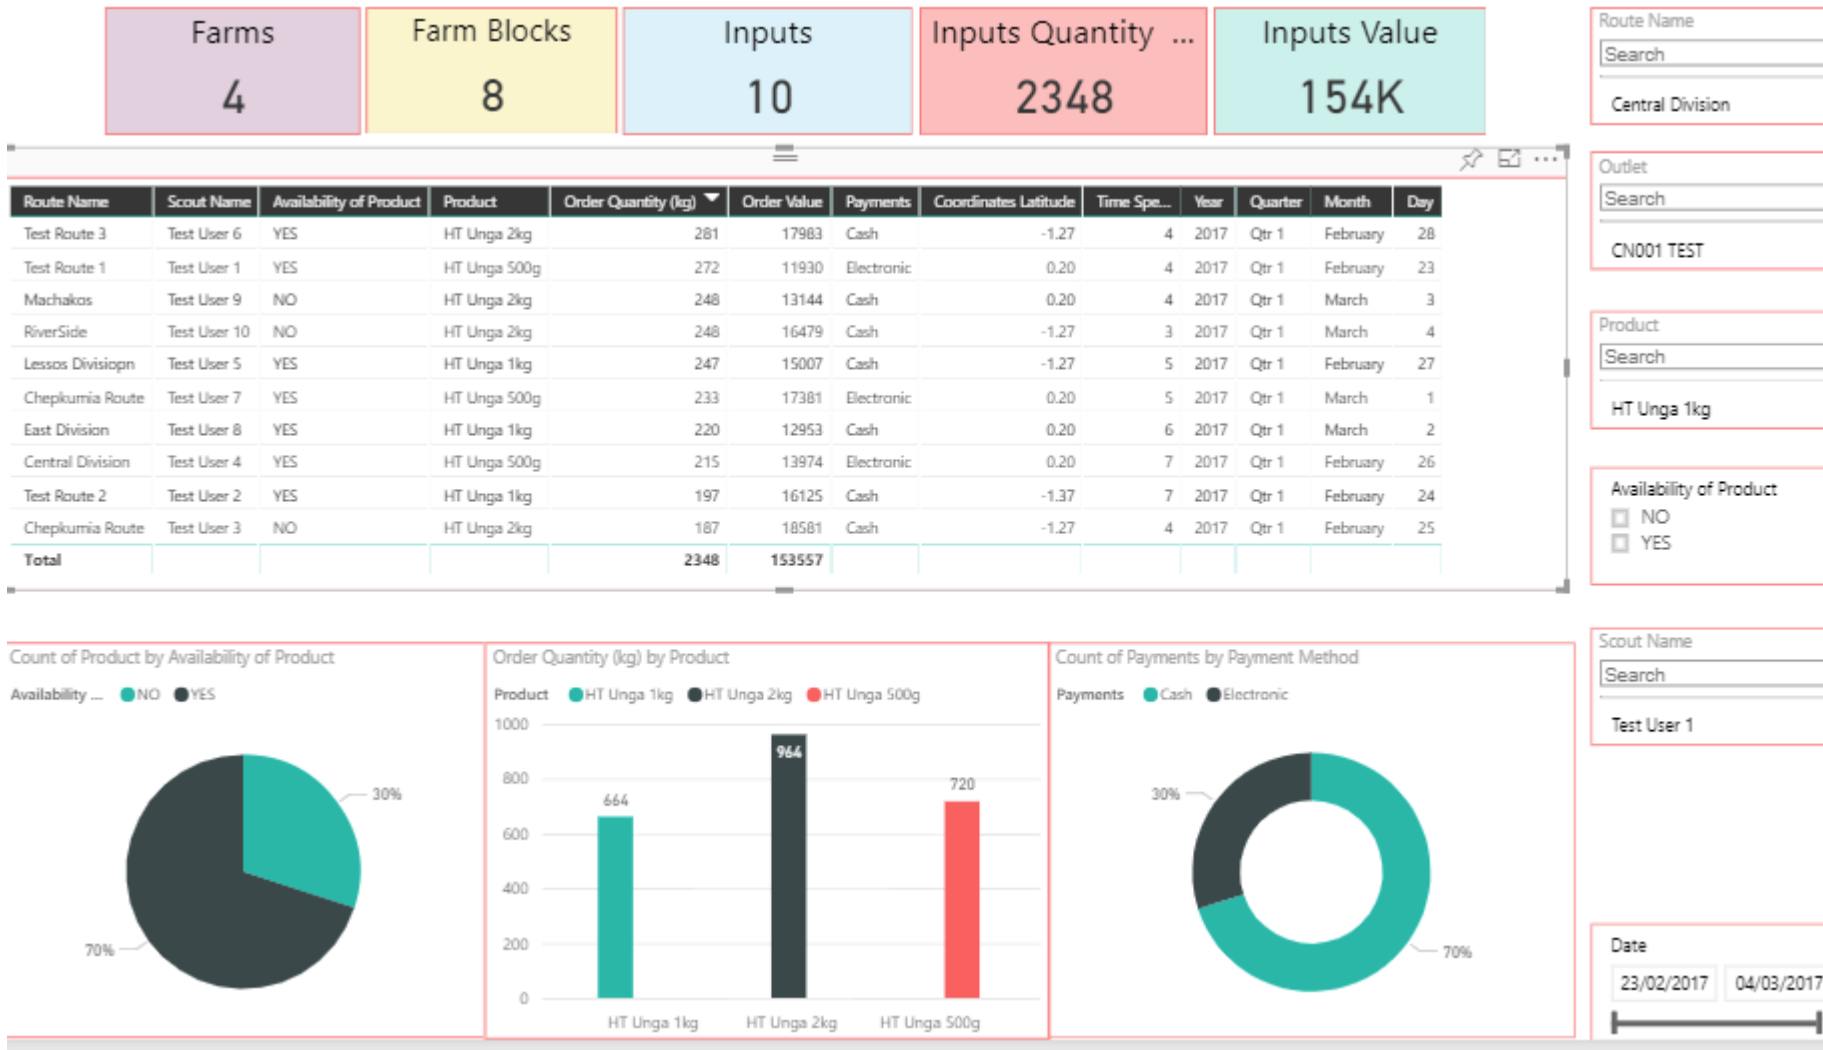 Farms
4
Farm Blocks
8
Inputs
10
Inputs Quantity ...
2348
Inputs Value
154K
Route Name
Search
Central Division
Outlet
Search
CN001 TEST
Product
Search
HT Unga 1kg
Availability of Product
NO
YES
Scout Name
Search
Test User 1
Date
23/02/2017 04/03/2017
Route Name Scout Name Availability of Product Product Order Quantity (kg) Order Value Payments Coordinates Latitude Time Spe... Year Quarter Month Day
Test Route 3 Test User 6 YES HT Unga 2kg 281 17983 Cash -1.27 4 2017 Qtr 1 February 28
Test Route 1 Test User 1 YES HT Unga 500g 272 11930 Electronic 0.20 4 2017 Qtr 1 February 23
Machakos Test User 9 NO HT Unga 2kg 248 13144 Cash 0.20 4 2017 Qtr 1 March 3
RiverSide Test User 10 NO HT Unga 2kg 248 16479 Cash -1.27 3 2017 Qtr 1 March 4
Lessos Divisiopn Test User 5 YES HT Unga 1kg 247 15007 Cash -1.27 5 2017 Qtr 1 February 27
Chepkumia Route Test User 7 YES HT Unga 500g 233 17381 Electronic 0.20 5 2017 Qtr 1 March 1
East Division Test User 8 YES HT Unga 1kg 220 12953 Cash 0.20 6 2017 Qtr 1 March 2
Central Division Test User 4 YES HT Unga 500g 215 13974 Electronic 0.20 7 2017 Qtr 1 February 26
Test Route 2 Test User 2 YES HT Unga 1kg 197 16125 Cash -1.37 7 2017 Qtr 1 February 24
Chepkumia Route Test User 3 NO HT Unga 2kg 187 18581 Cash -1.27 4 2017 Qtr 1 February 25
Total 2348 153557
Count of Product by Availability of Product
Availability ... NO YES
30%
70%
Order Quantity (kg) by Product
Product HT Unga 1kg HT Unga 2kg HT Unga 500g
1000
800
600
400
200
0
664
964
720
HT Unga 1kg HT Unga 2kg HT Unga 500g
Count of Payments by Payment Method
Payments Cash Electronic
30%
70%